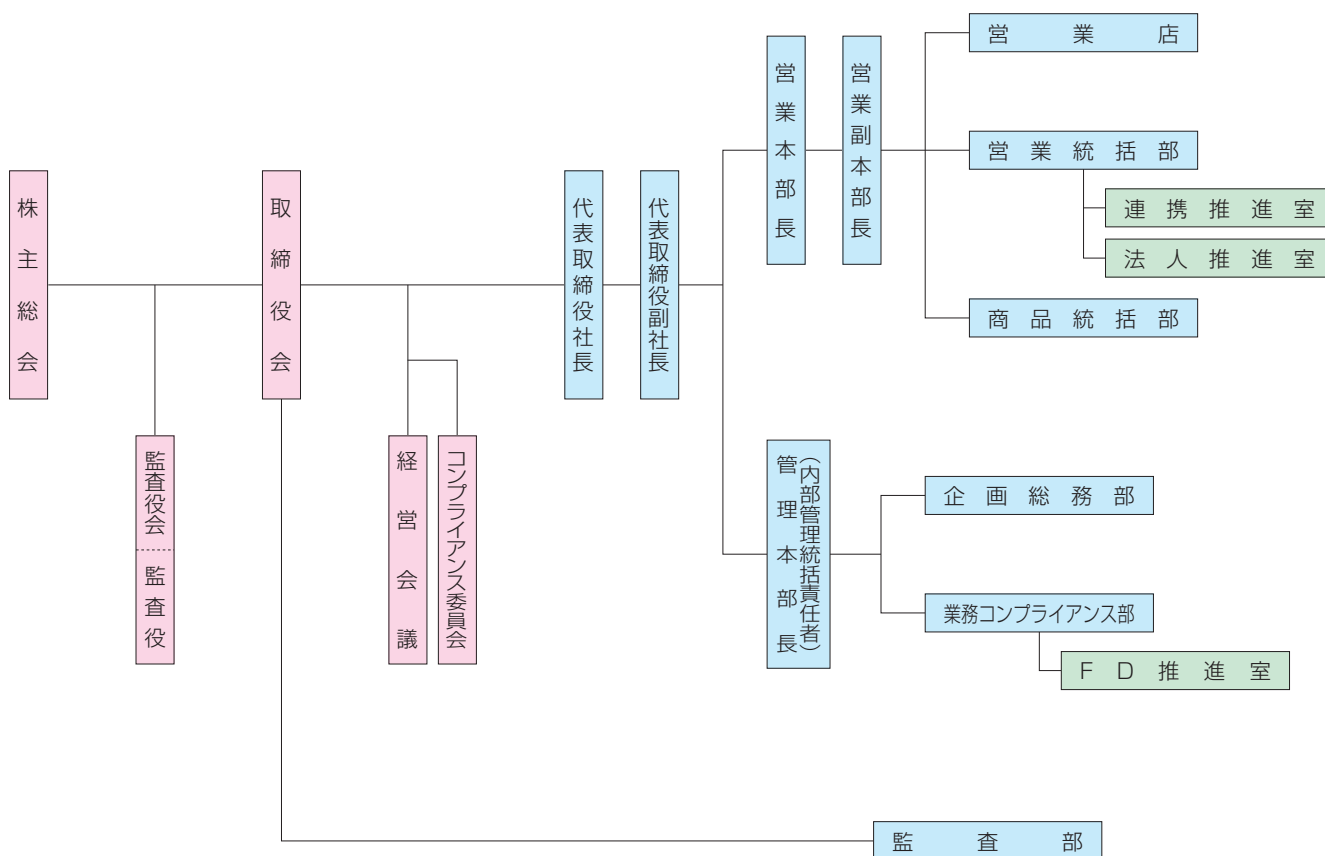 株主総会
監査役会
監査役
取締役会
経営会議
コンプライアンス委員会
代表取締役社長
代表取締役副社長
営業本部長
営業副本部長
営業店
営業統括部
連携推進室
法人推進室
商品統括部
管理本部長
(内部管理統括責任者)
企画総務部
業務コンプライアンス部
FD推進室
監査部